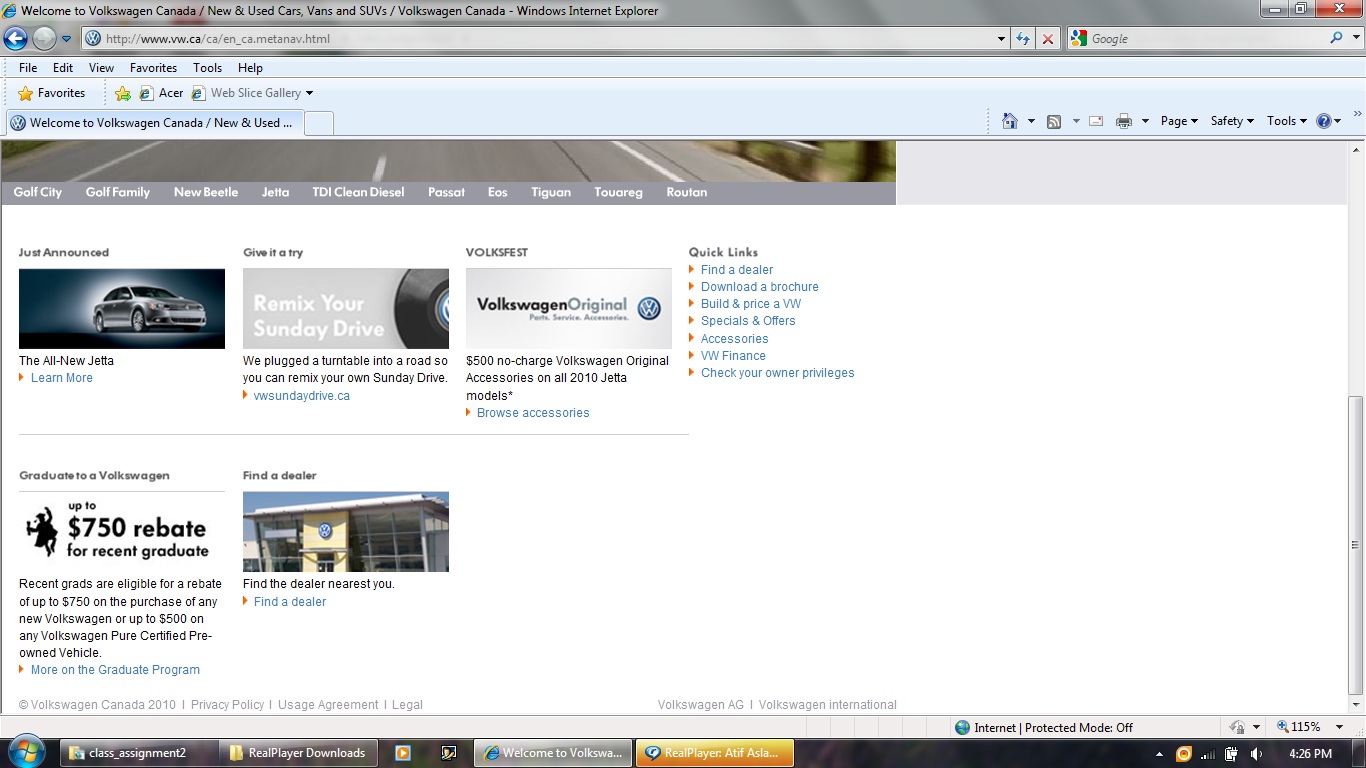 Welcome to Volkswagen Canada / New & Used Cars, Vans and SUVs / Volkswagen Canada - Windows Internet Explorer
http://www.vw.ca/ca/en_ca.metanav.html
Google
File Edit View Favorites Tools Help
Favorites Acer Web Slice Gallery
Welcome to Volkswagen Canada / New & Used ...
Page Safety Tools
Golf City Golf Family New Beetle Jetta TDI Clean Diesel Passat Eos Tiguan Touareg Routan
Just Announced
The All-New Jetta
Learn More
Give it a try
Remix Your
Sunday Drive
We plugged a turntable into a road so
you can remix your own Sunday Drive.
vwsundaydrive.ca
VOLKSFEST
VolkswagenOriginal
Parts. Service. Accessories.
$500 no-charge Volkswagen Original
Accessories on all 2010 Jetta
models*
Browse accessories
Quick Links
Find a dealer
Download a brochure
Build & price a VW
Specials & Offers
Accessories
VW Finance
Check your owner privileges
Graduate to a Volkswagen
up to
$750 rebate
for recent graduate
Recent grads are eligible for a rebate
of up to $750 on the purchase of any
new Volkswagen or up to $500 on
any Volkswagen Pure Certified Pre-
owned Vehicle.
More on the Graduate Program
Find a dealer
Find the dealer nearest you.
Find a dealer
© Volkswagen Canada 2010 | Privacy Policy | Usage Agreement | Legal
Volkswagen AG | Volkswagen international
Internet | Protected Mode: Off
115%
class_assignment2
RealPlayer Downloads
Welcome to Volkswa...
RealPlayer: Atif Asla...
4:26 PM